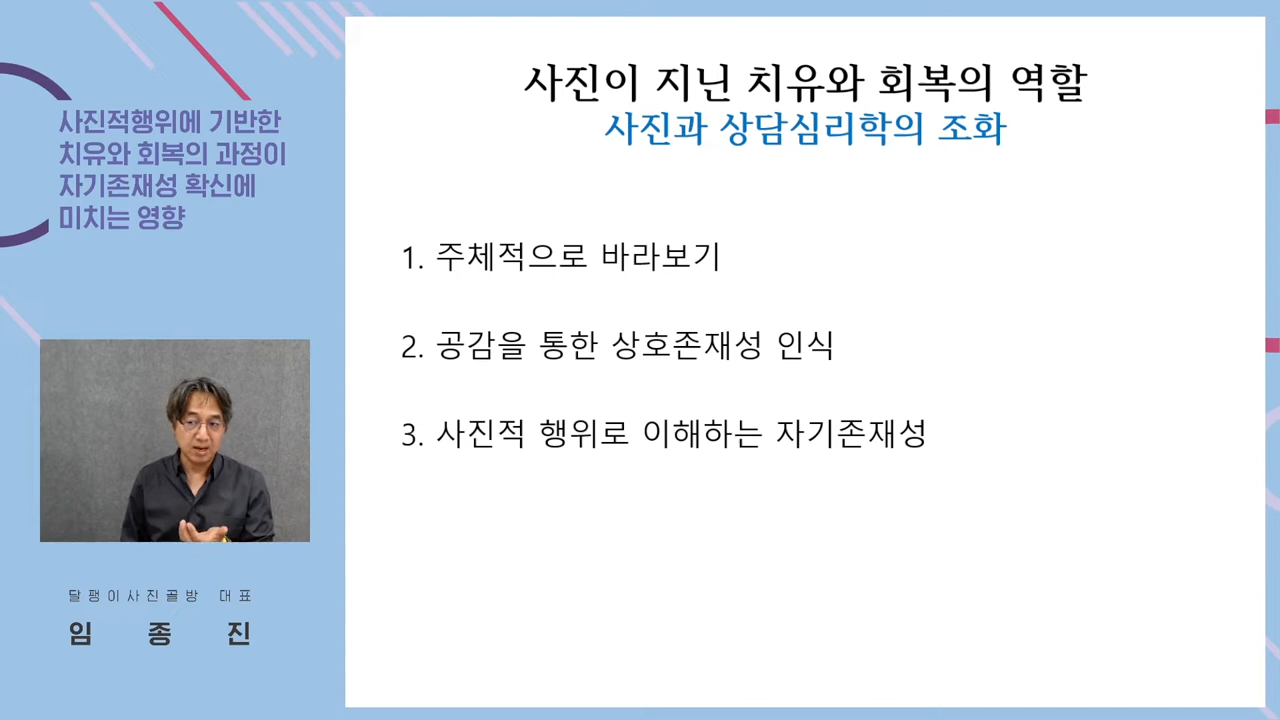 사진적행위에 기반한
치유와 회복의 과정이
자기존재성 확신에
미치는 영향
달팽이사진골방 대표
임종진
사진이 지닌 치유와 회복의 역할
사진과 상담심리학의 조화
1. 주체적으로 바라보기
2. 공감을 통한 상호존재성 인식
3. 사진적 행위로 이해하는 자기존재성